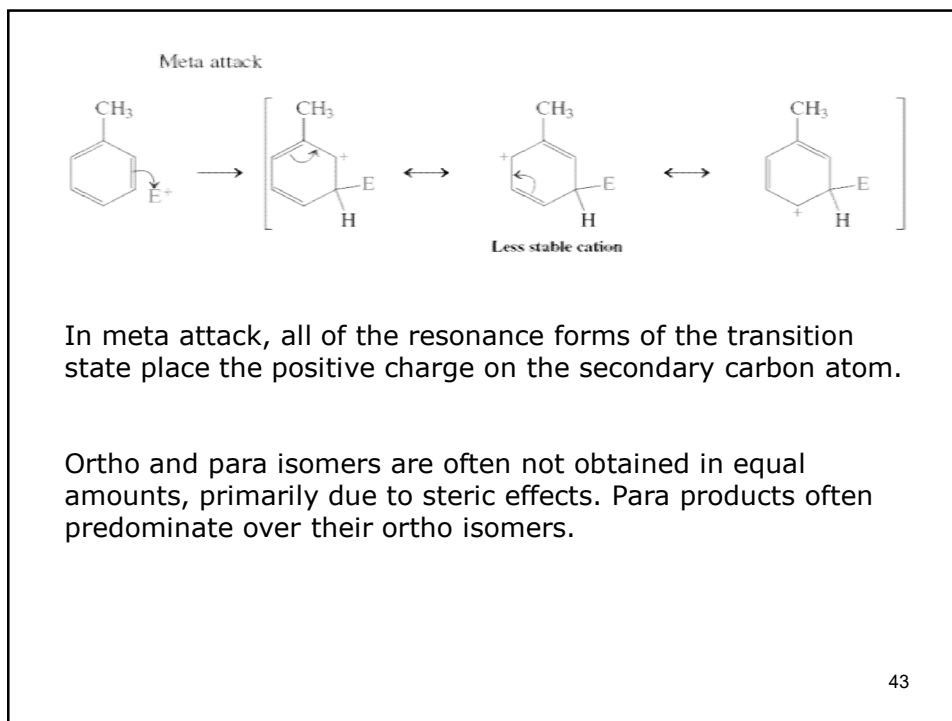 Meta attack
CH₃ CH₃ CH₃ CH₃
+ +
E⁺ E E E
+
H H H
Less stable cation
In meta attack, all of the resonance forms of the transition
state place the positive charge on the secondary carbon atom.
Ortho and para isomers are often not obtained in equal
amounts, primarily due to steric effects. Para products often
predominate over their ortho isomers.
43